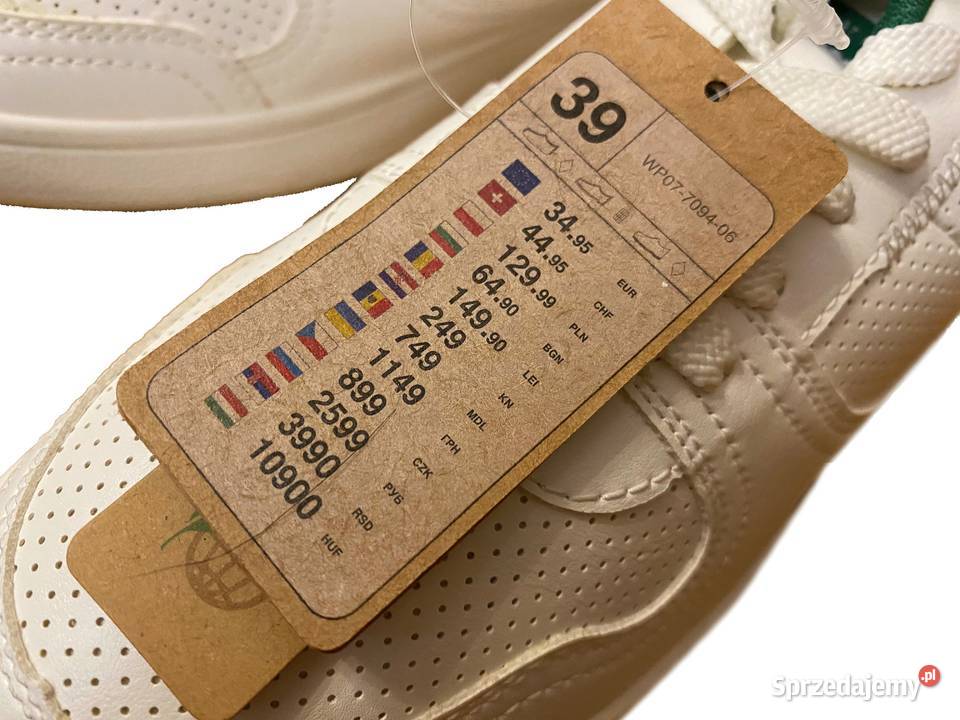 39
WP07-7094-06
34.95 EUR
44.95 CHF
129.99 PLN
64.90 BGN
149.90 LEI
249 KN
749 MDL
1149 ГРН
899 CZK
2599 РУБ
3990 RSD
10900 HUF
Sprzedajemy.pl